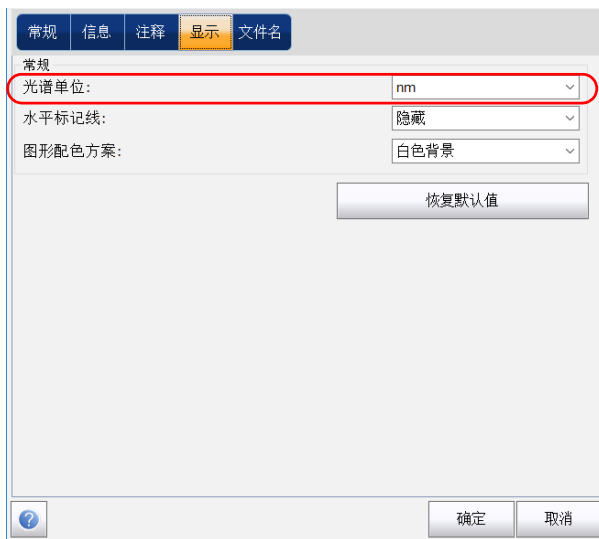 常规 信息 注释 显示 文件名
常规
光谱单位: nm
水平标记线: 隐藏
图形配色方案: 白色背景
恢复默认值
? 确定 取消